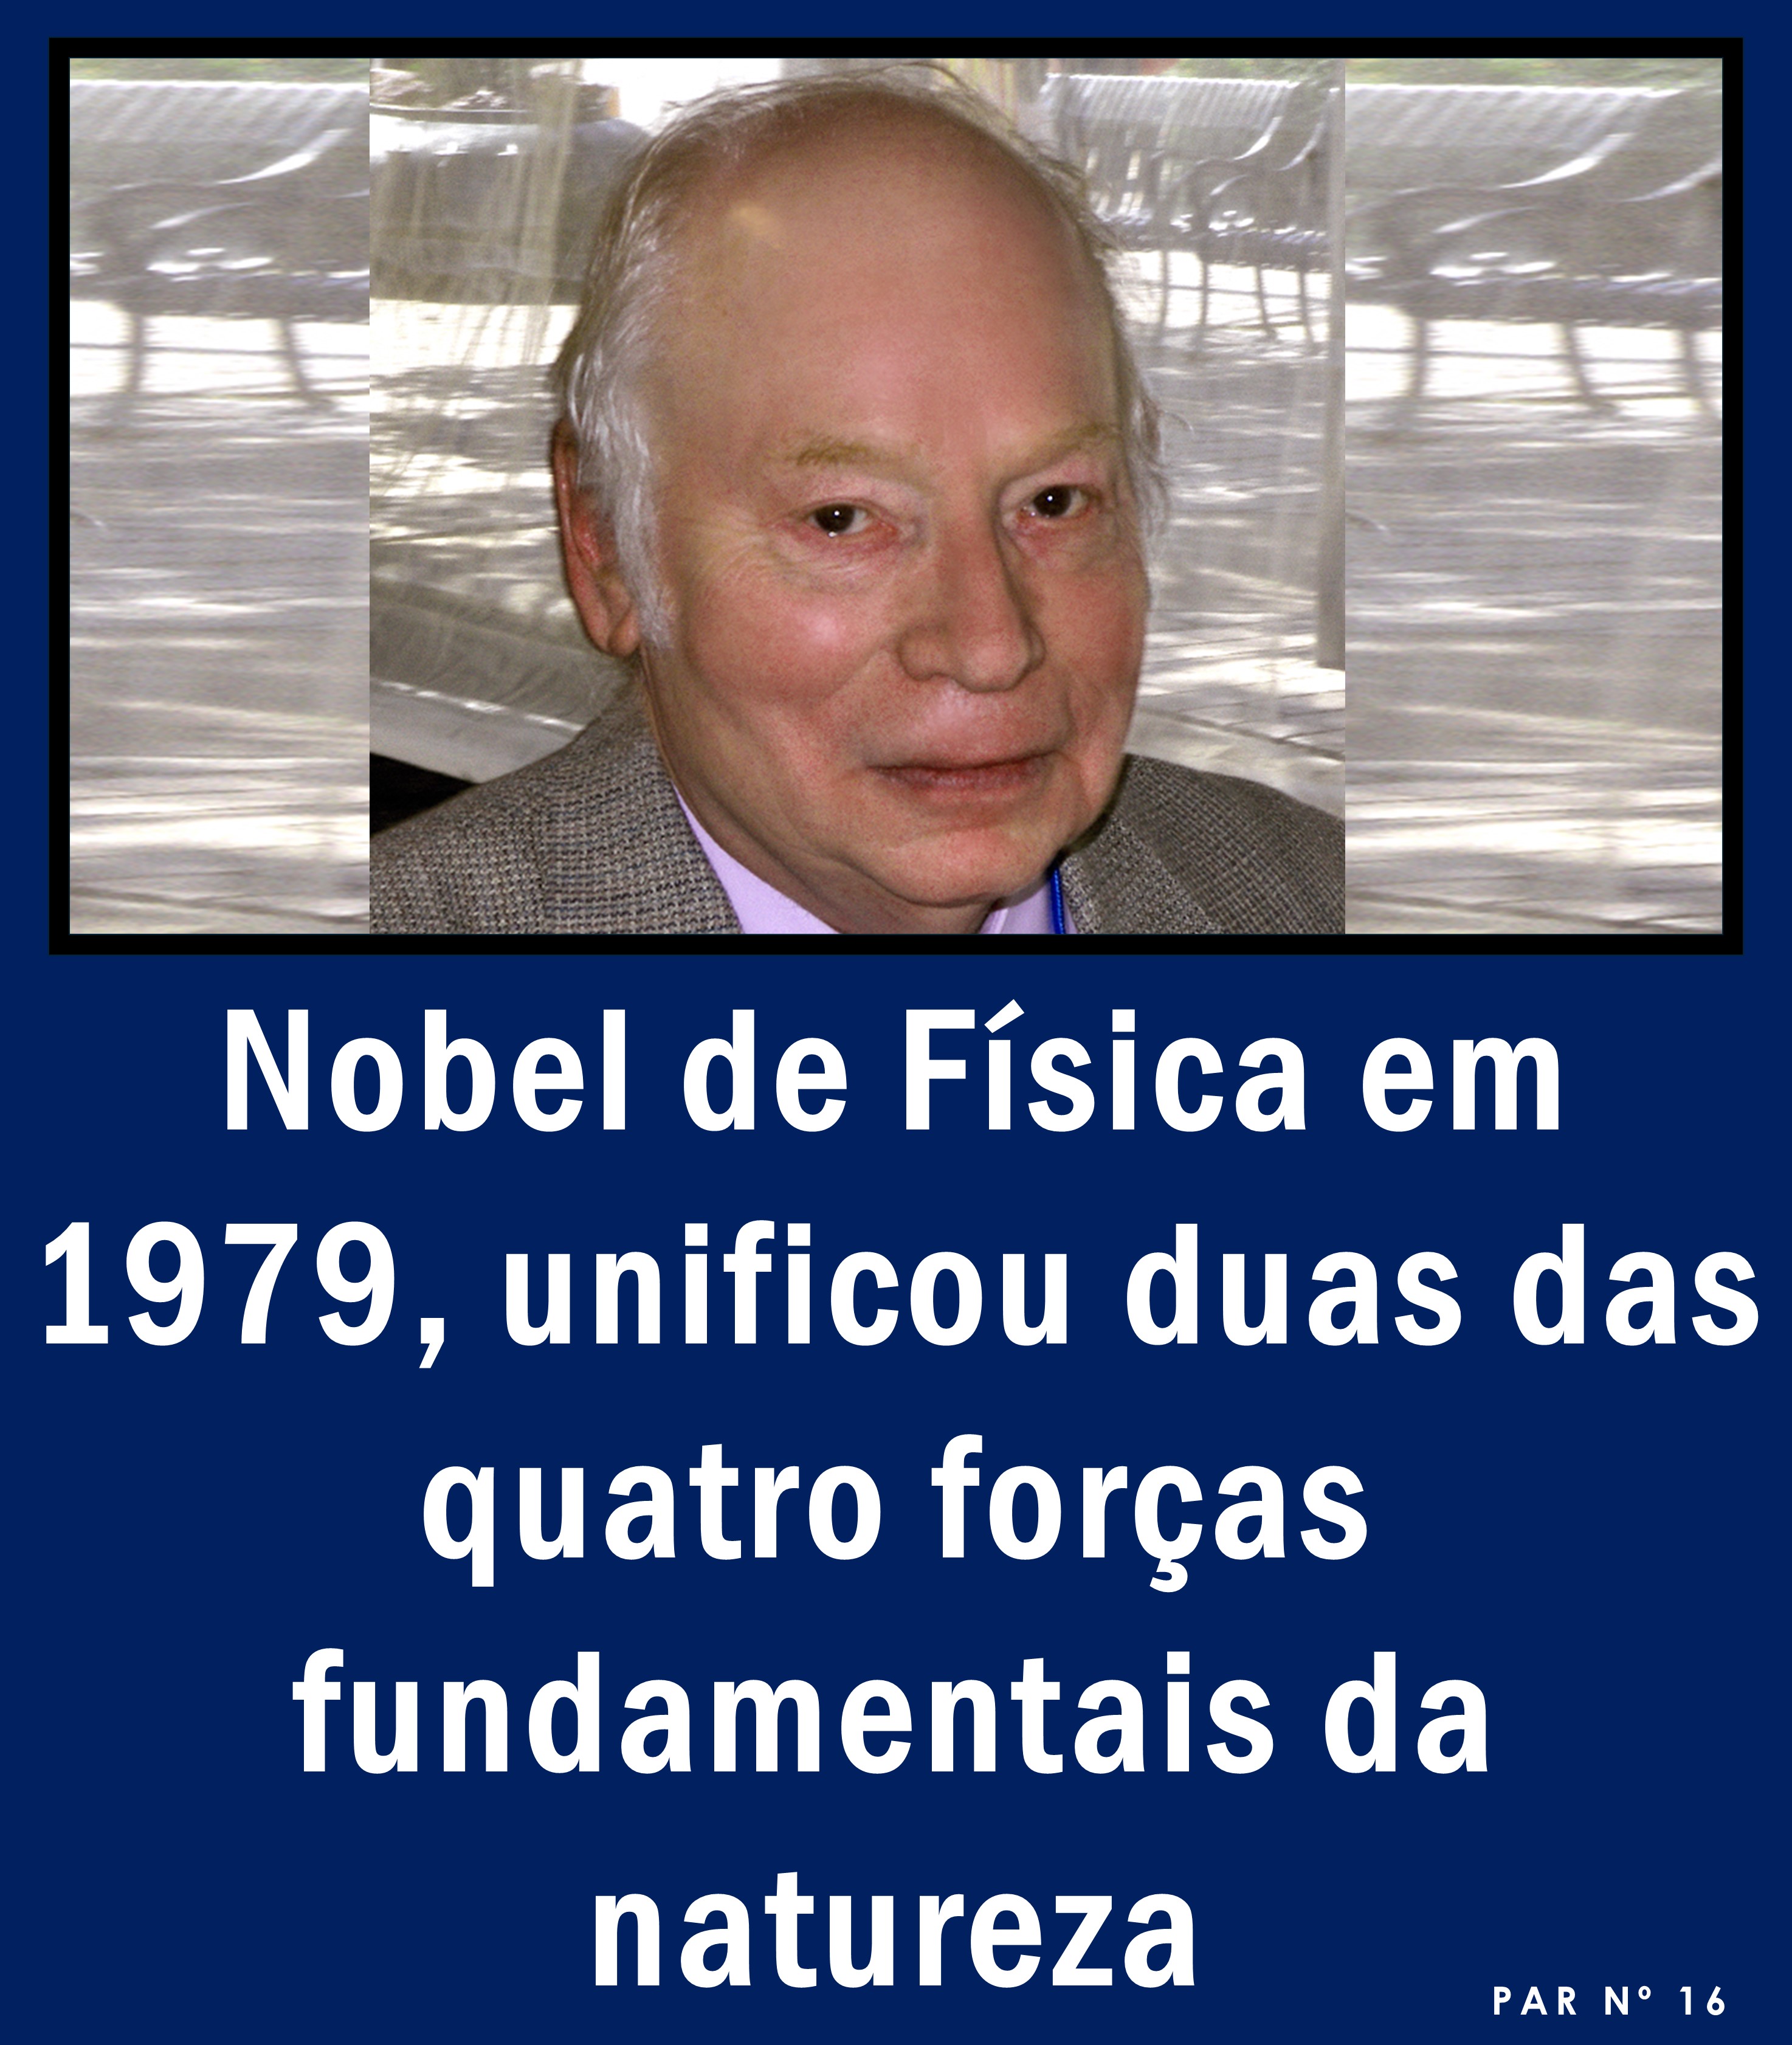 Nobel de Física em
1979, unificou duas das
quatro forças
fundamentais da
natureza
PAR Nº 16